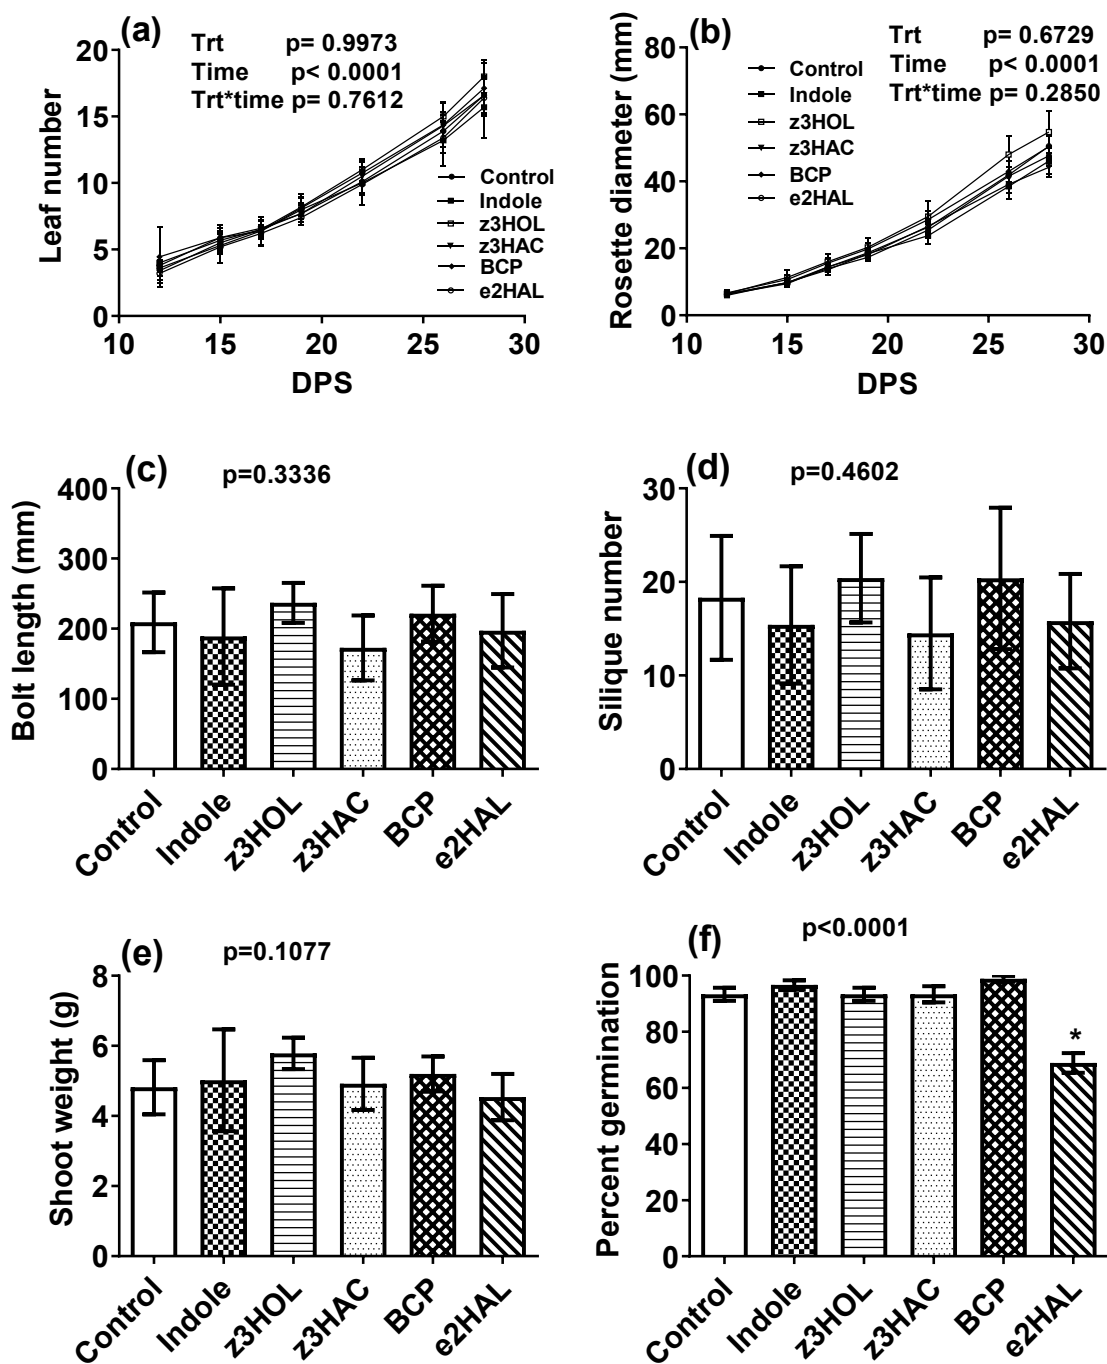 (a)
Trt p= 0.9973
Time p< 0.0001
Trt*time p= 0.7612
Leaf number
20
15
10
5
0
Control
Indole
z3HOL
z3HAC
BCP
e2HAL
10 15 20 25 30
DPS
(b)
Trt p= 0.6729
Time p< 0.0001
Trt*time p= 0.2850
Rosette diameter (mm)
80
60
40
20
0
Control
Indole
z3HOL
z3HAC
BCP
e2HAL
10 15 20 25 30
DPS
(c)
p=0.3336
Bolt length (mm)
400
300
200
100
0
Control Indole z3HOL z3HAC BCP e2HAL
(d)
p=0.4602
Silique number
30
20
10
0
Control Indole z3HOL z3HAC BCP e2HAL
(e)
p=0.1077
Shoot weight (g)
8
6
4
2
0
Control Indole z3HOL z3HAC BCP e2HAL
(f)
p<0.0001
Percent germination
100
80
60
40
20
0
*
Control Indole z3HOL z3HAC BCP e2HAL